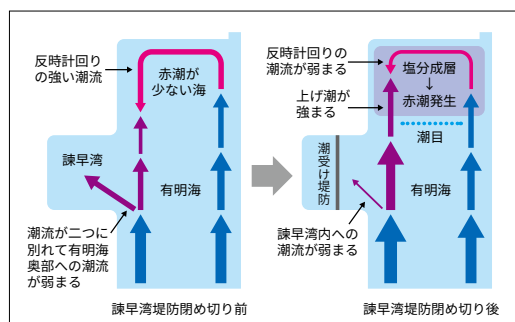 反時計回り
の強い潮流
赤潮が
少ない海
諫早湾
有明海
潮流が二つに
別れて有明海
奥部への潮流
が弱まる
諫早湾堤防閉め切り前
反時計回りの
潮流が弱まる
塩分成層
↓
赤潮発生
上げ潮が
強まる
潮目
潮受け堤防
有明海
諫早湾内への
潮流が弱まる
諫早湾堤防閉め切り後